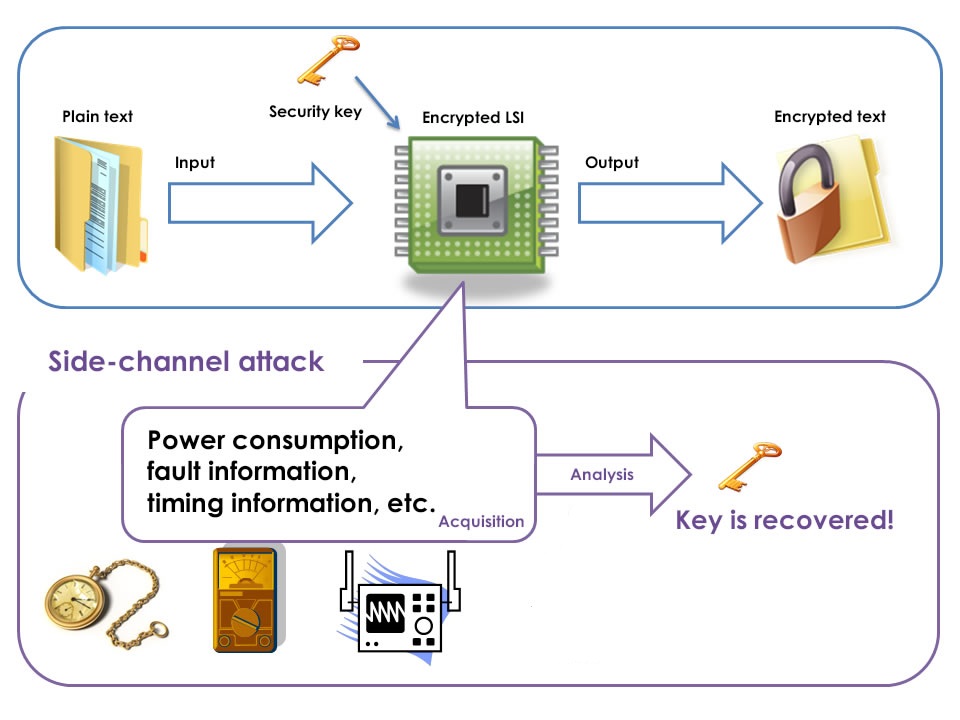 Security key
Plain text
Encrypted LSI
Encrypted text
Input
Output
Side-channel attack
Power consumption,
fault information,
timing information, etc.
Acquisition
Analysis
Key is recovered!